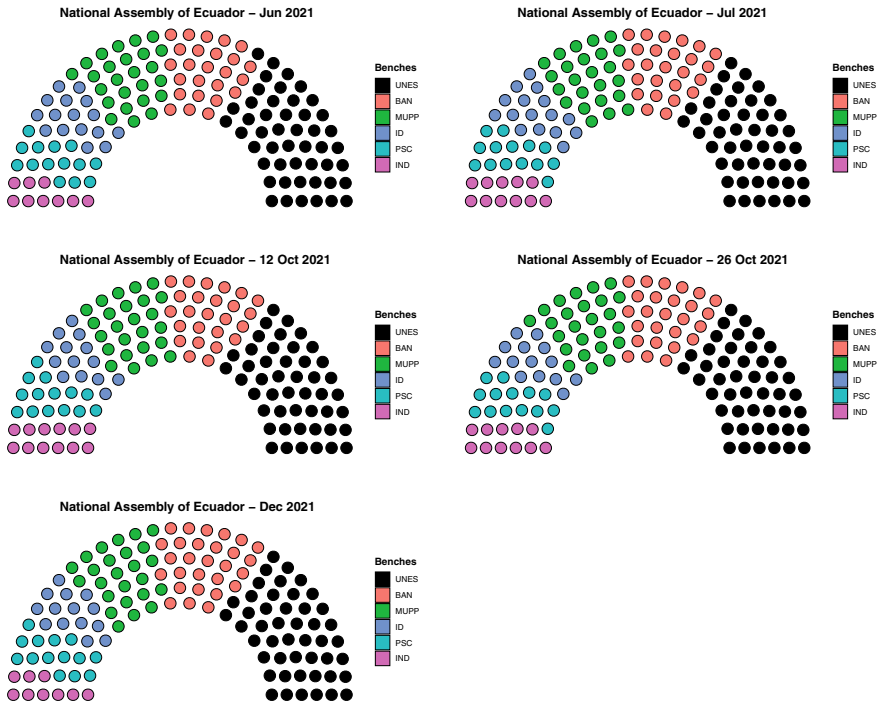 National Assembly of Ecuador – Jun 2021
Benches
UNES
BAN
MUPP
ID
PSC
IND
National Assembly of Ecuador – Jul 2021
Benches
UNES
BAN
MUPP
ID
PSC
IND
National Assembly of Ecuador – 12 Oct 2021
Benches
UNES
BAN
MUPP
ID
PSC
IND
National Assembly of Ecuador – 26 Oct 2021
Benches
UNES
BAN
MUPP
ID
PSC
IND
National Assembly of Ecuador – Dec 2021
Benches
UNES
BAN
MUPP
ID
PSC
IND